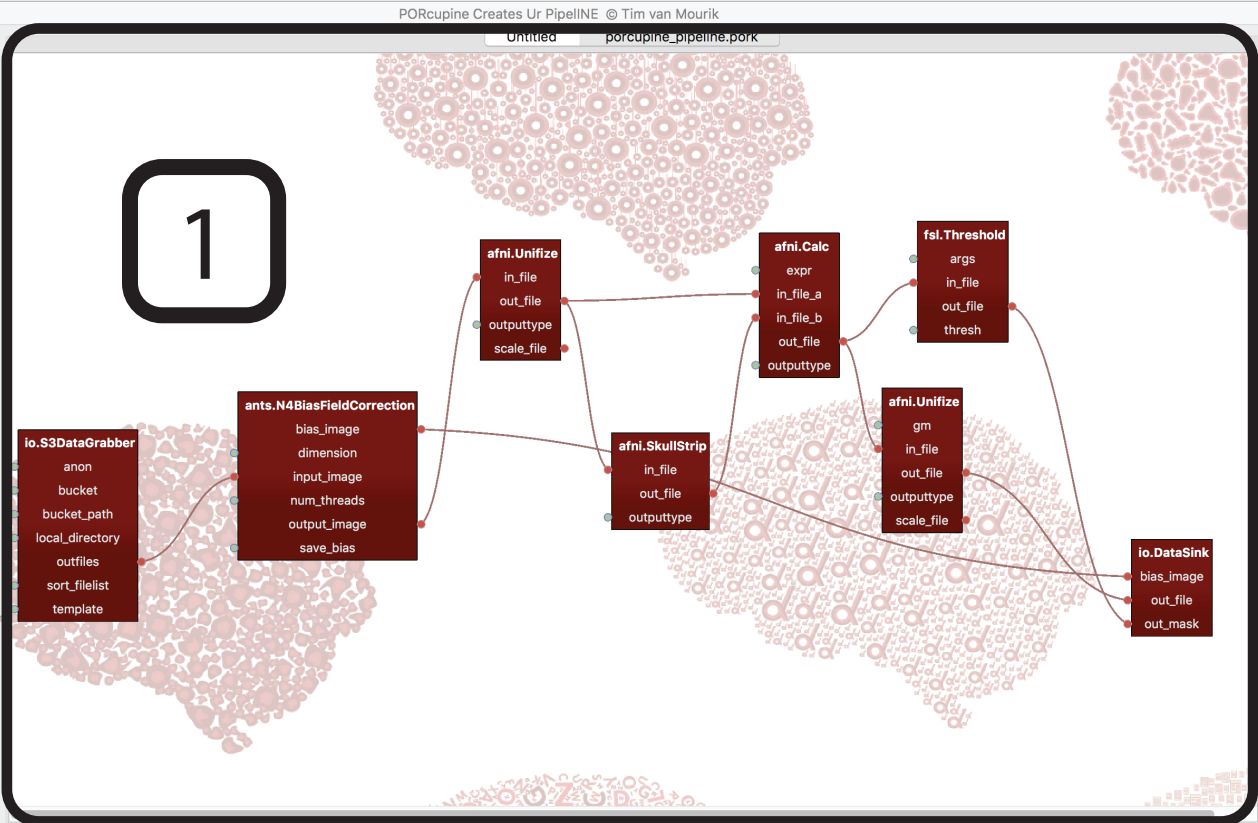 PORcupine Creates Ur PipelINE © Tim van Mourik
Untitled
porcupine_pipeline.pork
1
io.S3DataGrabber
anon
bucket
bucket_path
local_directory
outfiles
sort_filelist
template
ants.N4BiasFieldCorrection
bias_image
dimension
input_image
num_threads
output_image
save_bias
afni.Unifize
in_file
out_file
outputtype
scale_file
afni.SkullStrip
in_file
out_file
outputtype
afni.Calc
expr
in_file_a
in_file_b
out_file
outputtype
fsl.Threshold
args
in_file
out_file
thresh
afni.Unifize
gm
in_file
out_file
outputtype
scale_file
io.DataSink
bias_image
out_file
out_mask